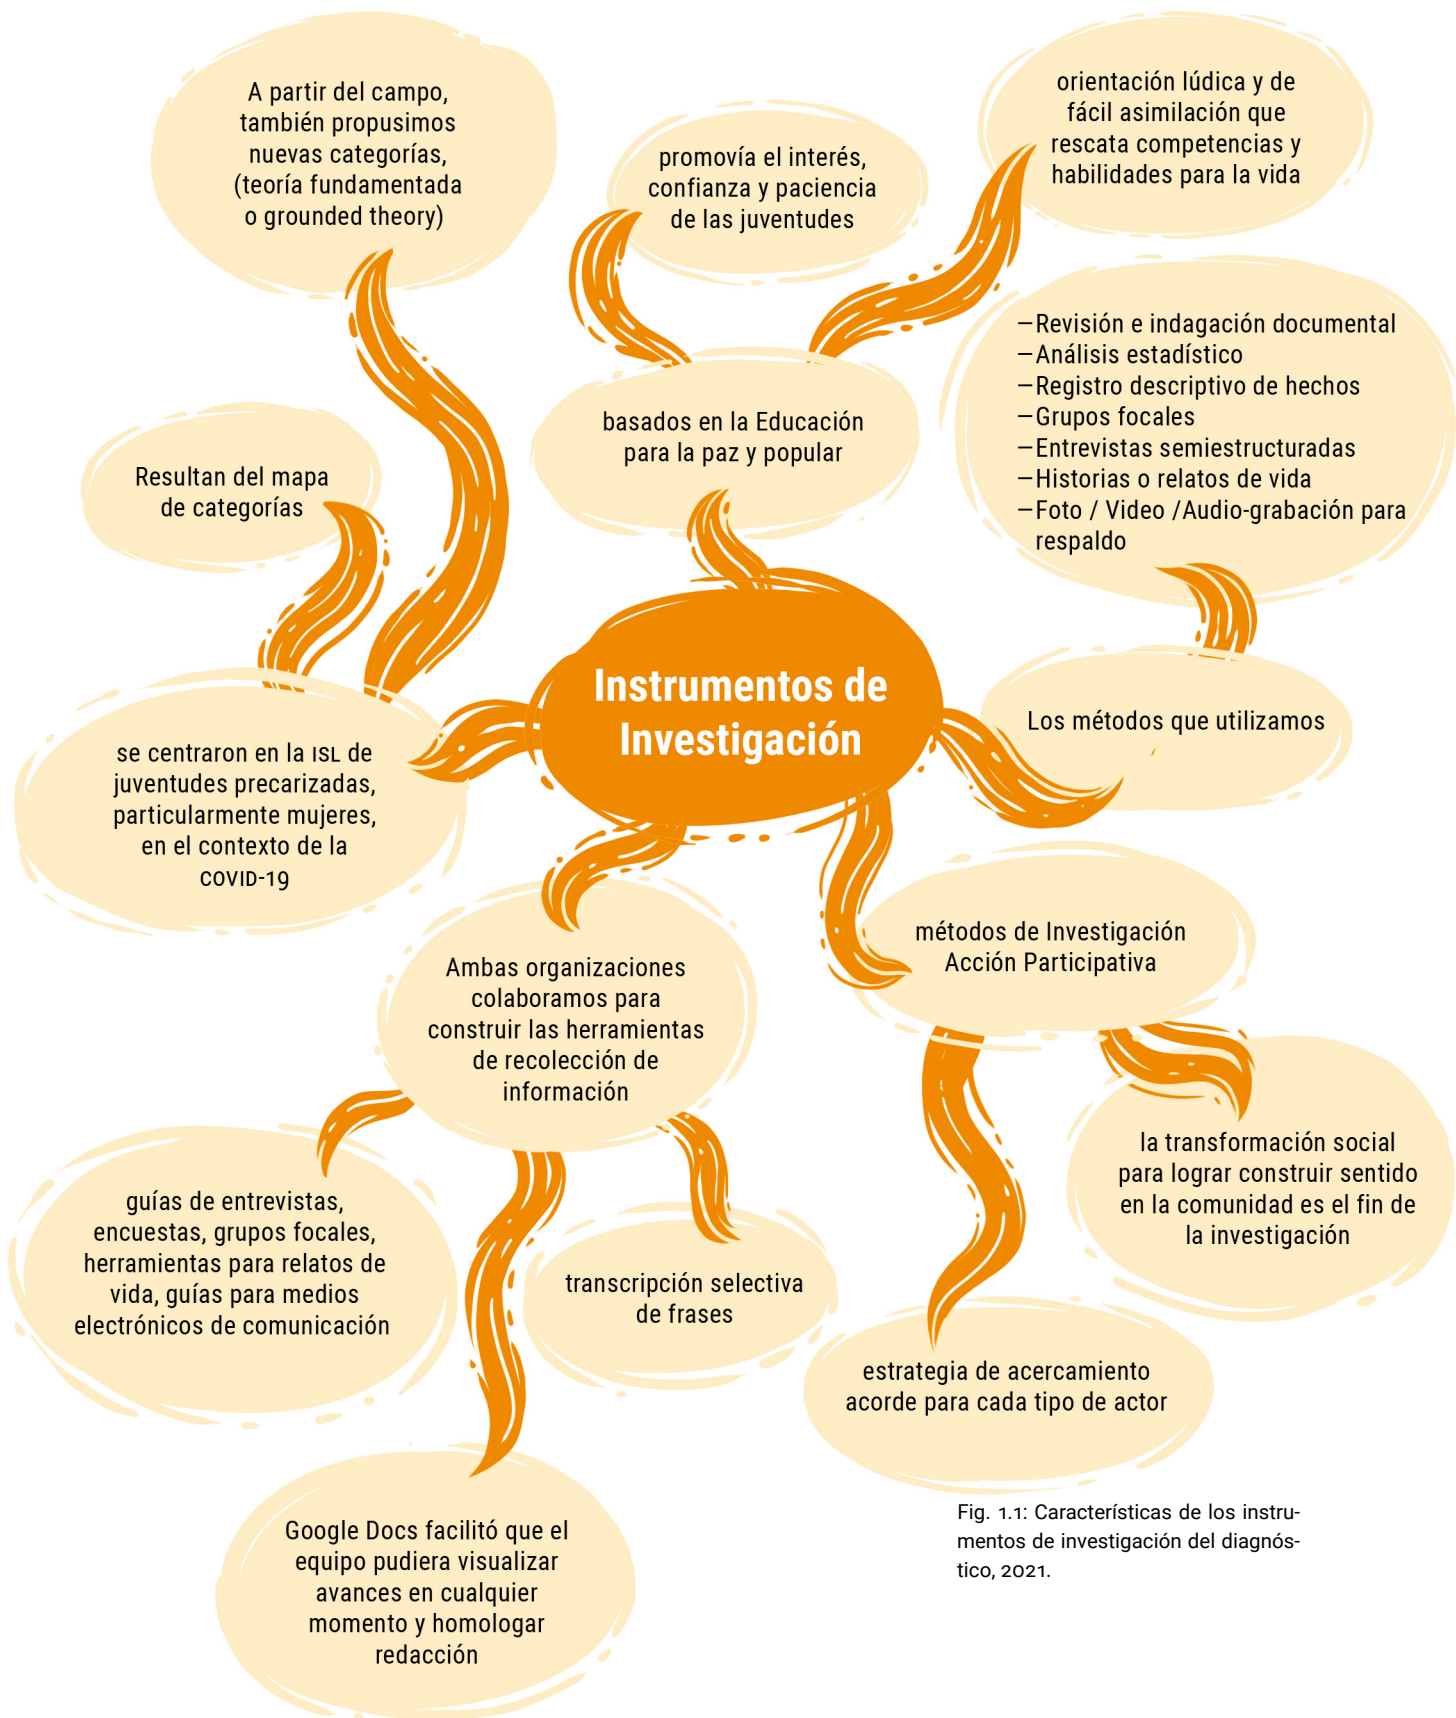 A partir del campo,
también propusimos
nuevas categorías,
(teoría fundamentada
o grounded theory)
promovía el interés,
confianza y paciencia
de las juventudes
orientación lúdica y de
fácil asimilación que
rescata competencias y
habilidades para la vida
—Revisión e indagación documental
—Análisis estadístico
—Registro descriptivo de hechos
—Grupos focales
—Entrevistas semiestructuradas
—Historias o relatos de vida
—Foto / Video /Audio-grabación para
respaldo
basados en la Educación
para la paz y popular
Resultan del mapa
de categorías
Instrumentos de
Investigación
Los métodos que utilizamos
se centraron en la ISL de
juventudes precarizadas,
particularmente mujeres,
en el contexto de la
COVID-19
métodos de Investigación
Acción Participativa
Ambas organizaciones
colaboramos para
construir las herramientas
de recolección de
información
la transformación social
para lograr construir sentido
en la comunidad es el fin de
la investigación
guías de entrevistas,
encuestas, grupos focales,
herramientas para relatos de
vida, guías para medios
electrónicos de comunicación
transcripción selectiva
de frases
estrategia de acercamiento
acorde para cada tipo de actor
Google Docs facilitó que el
equipo pudiera visualizar
avances en cualquier
momento y homologar
redacción
Fig. 1.1: Características de los instru-
mentos de investigación del diagnós-
tico, 2021.